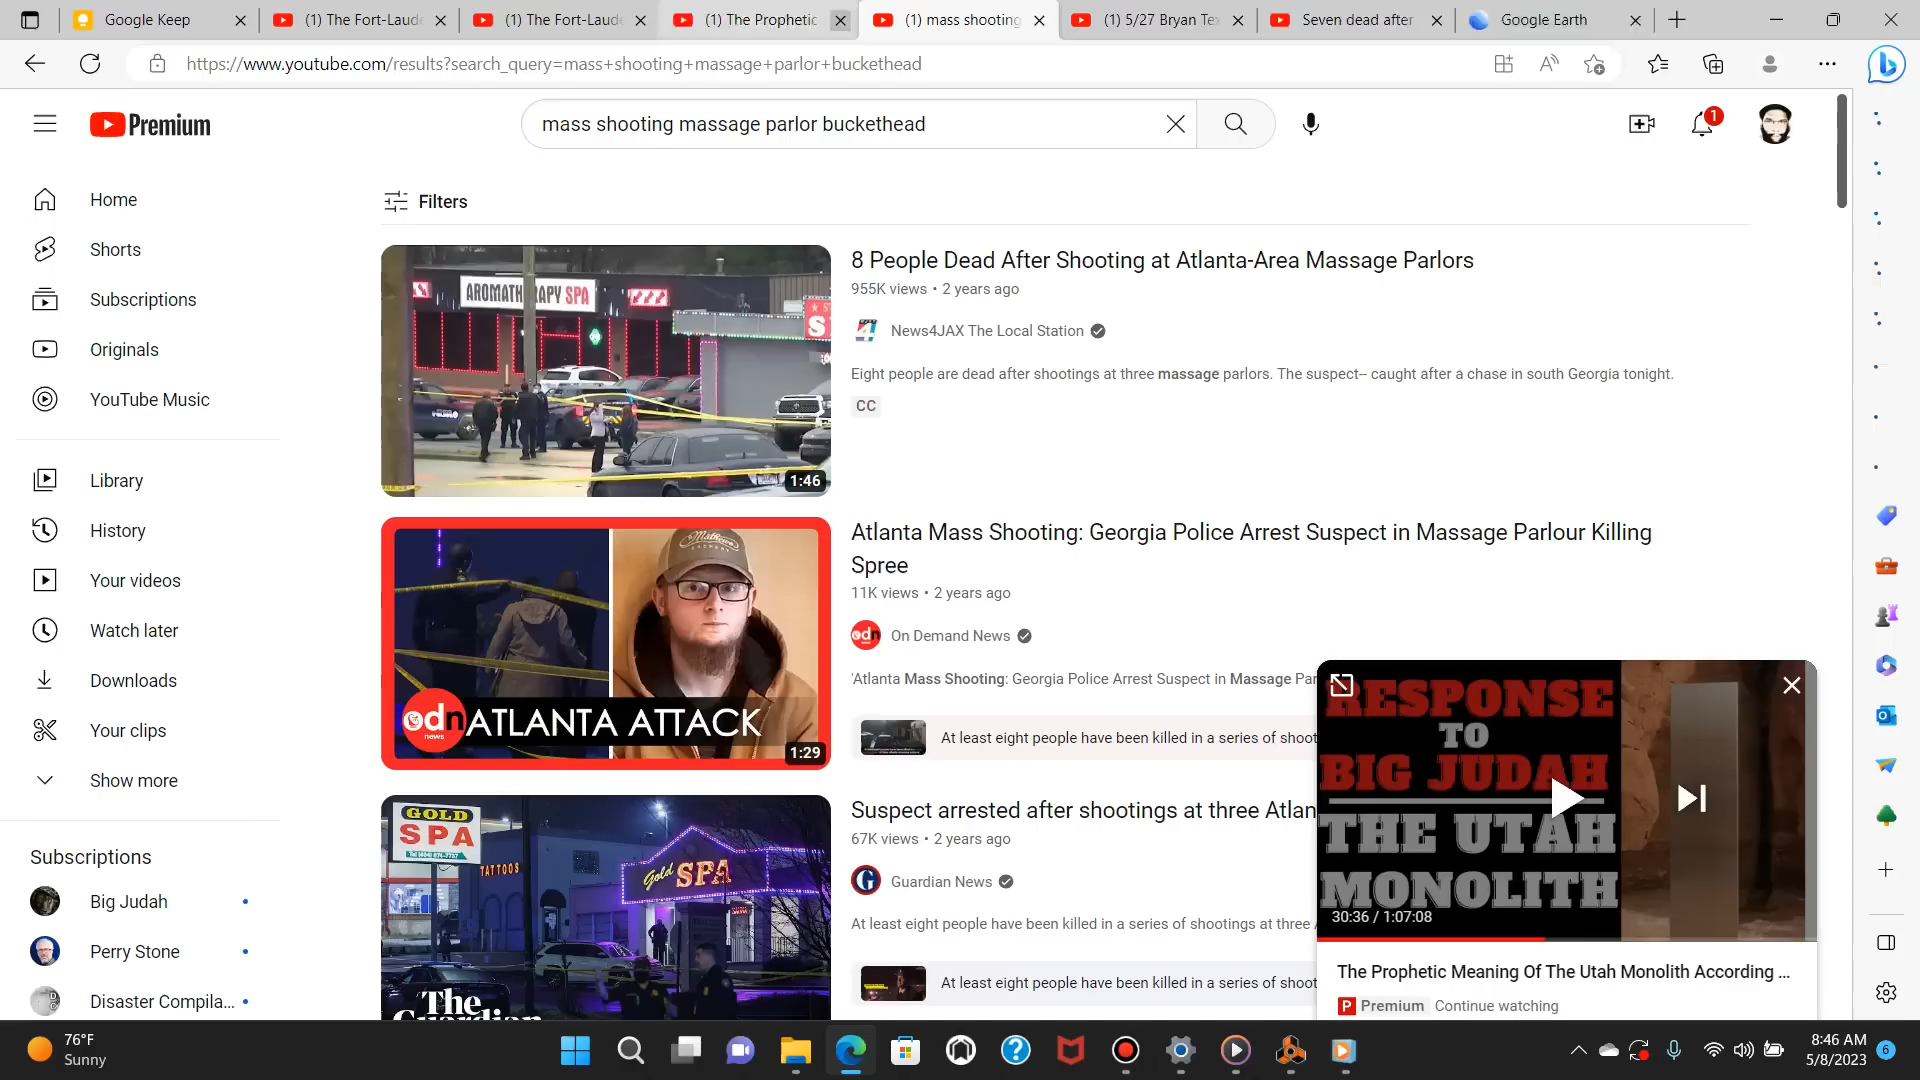 Google Keep
(1) The Fort-Laude
(1) The Fort-Laude
(1) The Prophetic
(1) mass shooting
(1) 5/27 Bryan Tex
Seven dead after
Google Earth
https://www.youtube.com/results?search_query=mass+shooting+massage+parlor+buckethead
Premium
mass shooting massage parlor buckethead
1
Home
Shorts
Subscriptions
Originals
YouTube Music
Library
History
Your videos
Watch later
Downloads
Your clips
Show more
Subscriptions
Big Judah
Perry Stone
Disaster Compila...
Filters
AROMATHERAPY SPA
1:46
8 People Dead After Shooting at Atlanta-Area Massage Parlors
955K views • 2 years ago
News4JAX The Local Station
Eight people are dead after shootings at three massage parlors. The suspect-- caught after a chase in south Georgia tonight.
CC
odn ATLANTA ATTACK
news
1:29
Atlanta Mass Shooting: Georgia Police Arrest Suspect in Massage Parlour Killing
Spree
11K views • 2 years ago
odn On Demand News
'Atlanta Mass Shooting: Georgia Police Arrest Suspect in Massage Par
At least eight people have been killed in a series of shoot
GOLD
SPA
TATTOOS
Gold SPA
The
Guardian
Suspect arrested after shootings at three Atlan
67K views • 2 years ago
G Guardian News
At least eight people have been killed in a series of shootings at three
At least eight people have been killed in a series of shoot
RESPONSE
TO
BIG JUDAH
THE UTAH
MONOLITH
30:36 / 1:07:08
The Prophetic Meaning Of The Utah Monolith According ...
P Premium Continue watching
76°F
Sunny
8:46 AM
5/8/2023
6